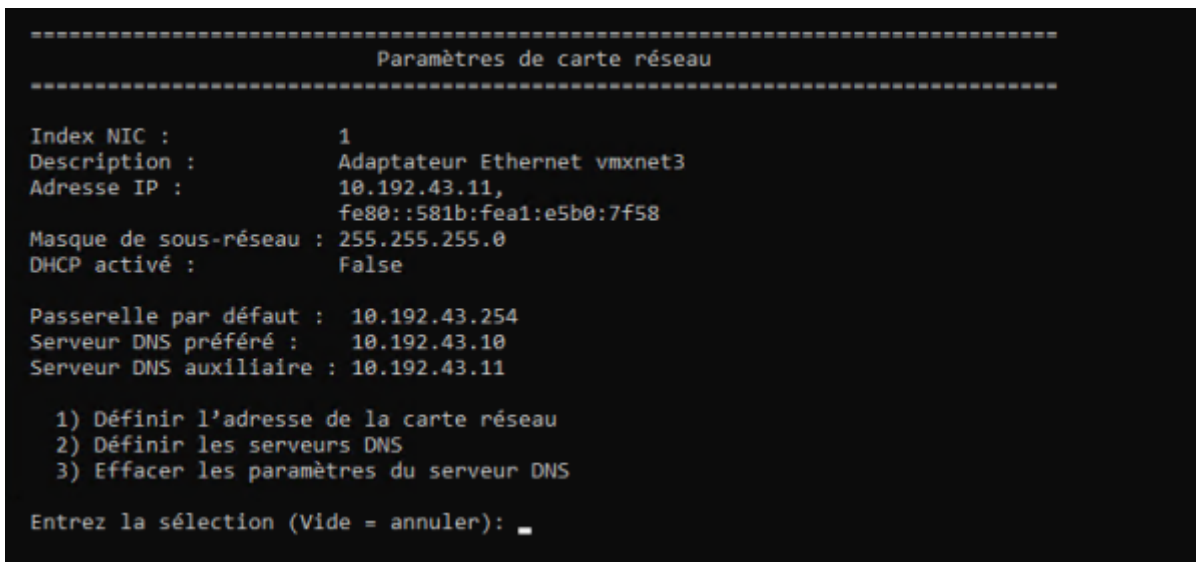 ================================================================================
Paramètres de carte réseau
================================================================================
Index NIC : 1
Description : Adaptateur Ethernet vmxnet3
Adresse IP : 10.192.43.11,
fe80::581b:fea1:e5b0:7f58
Masque de sous-réseau : 255.255.255.0
DHCP activé : False
Passerelle par défaut : 10.192.43.254
Serveur DNS préféré : 10.192.43.10
Serveur DNS auxiliaire : 10.192.43.11
1) Définir l’adresse de la carte réseau
2) Définir les serveurs DNS
3) Effacer les paramètres du serveur DNS
Entrez la sélection (Vide = annuler):